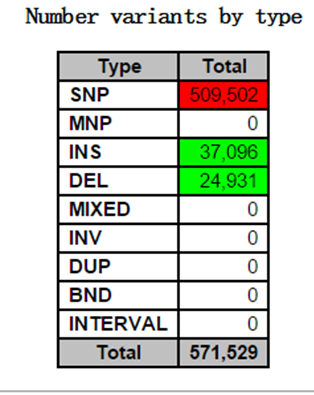 Number variants by type
Type Total
SNP 509,502
MNP 0
INS 37,096
DEL 24,931
MIXED 0
INV 0
DUP 0
BND 0
INTERVAL 0
Total 571,529